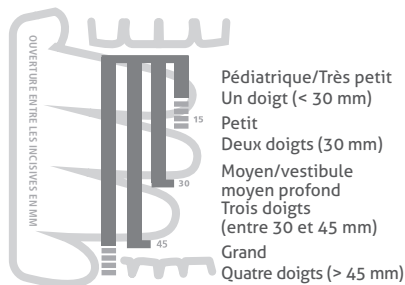 OUVERTURE ENTRE LES INCISIVES EN MM
15
30
45
Pédiatrique/Très petit
Un doigt (< 30 mm)
Petit
Deux doigts (30 mm)
Moyen/vestibule
moyen profond
Trois doigts
(entre 30 et 45 mm)
Grand
Quatre doigts (> 45 mm)